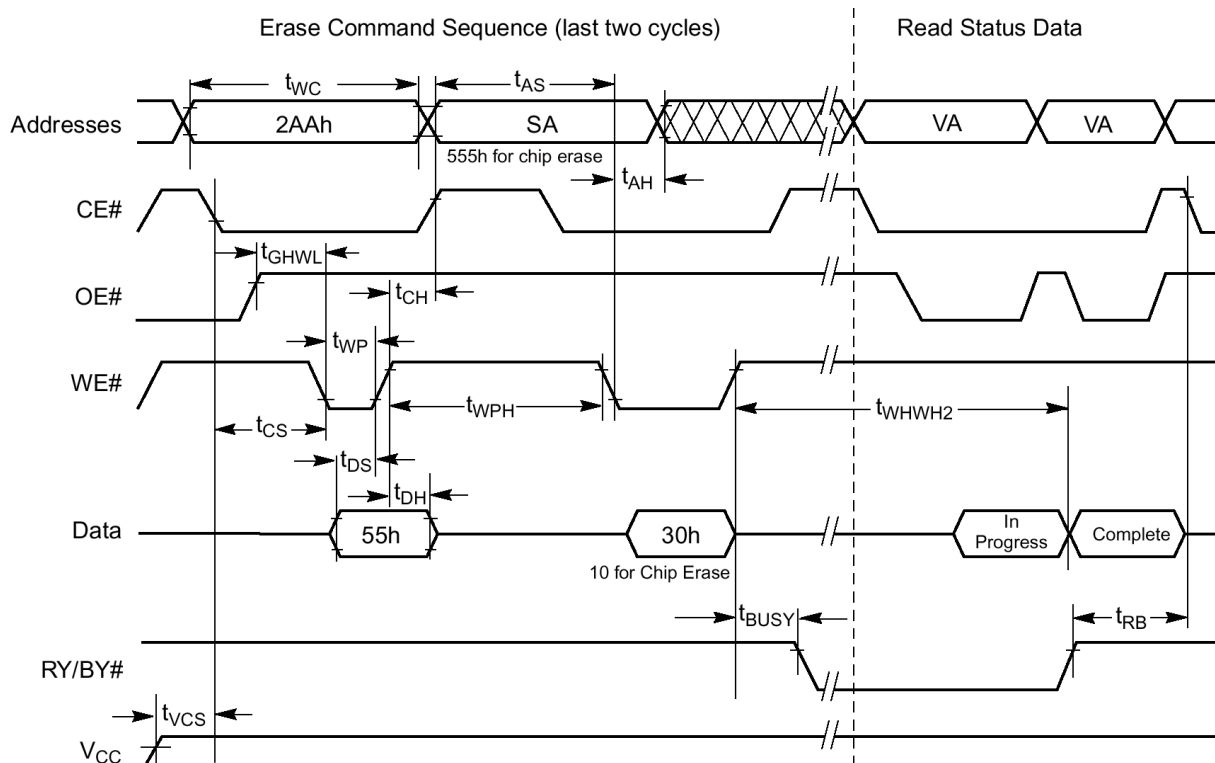 Erase Command Sequence (last two cycles) Read Status Data
tWC tAS
Addresses 2AAh SA VA VA
555h for chip erase
tAH
CE#
tGHWL
OE# tCH
tWP
WE#
tWPH tWHWH2
tCS
tDS
tDH
Data 55h 30h In Progress Complete
10 for Chip Erase
tBUSY tRB
RY/BY#
tVCS
VCC